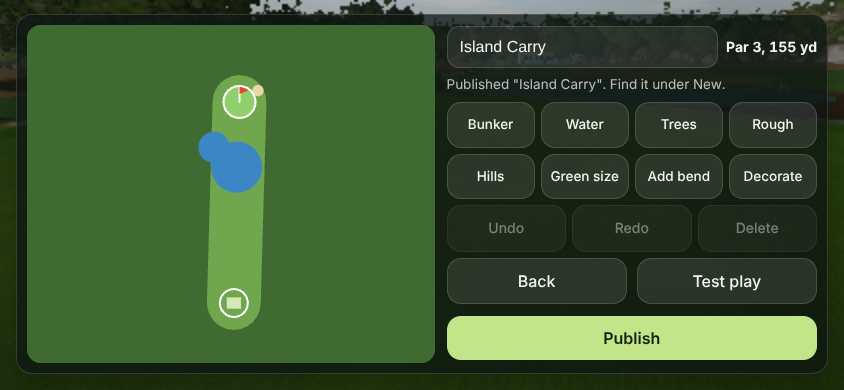 Island Carry
Par 3, 155 yd
Published "Island Carry". Find it under New.
Bunker
Water
Trees
Rough
Hills
Green size
Add bend
Decorate
Undo
Redo
Delete
Back
Test play
Publish